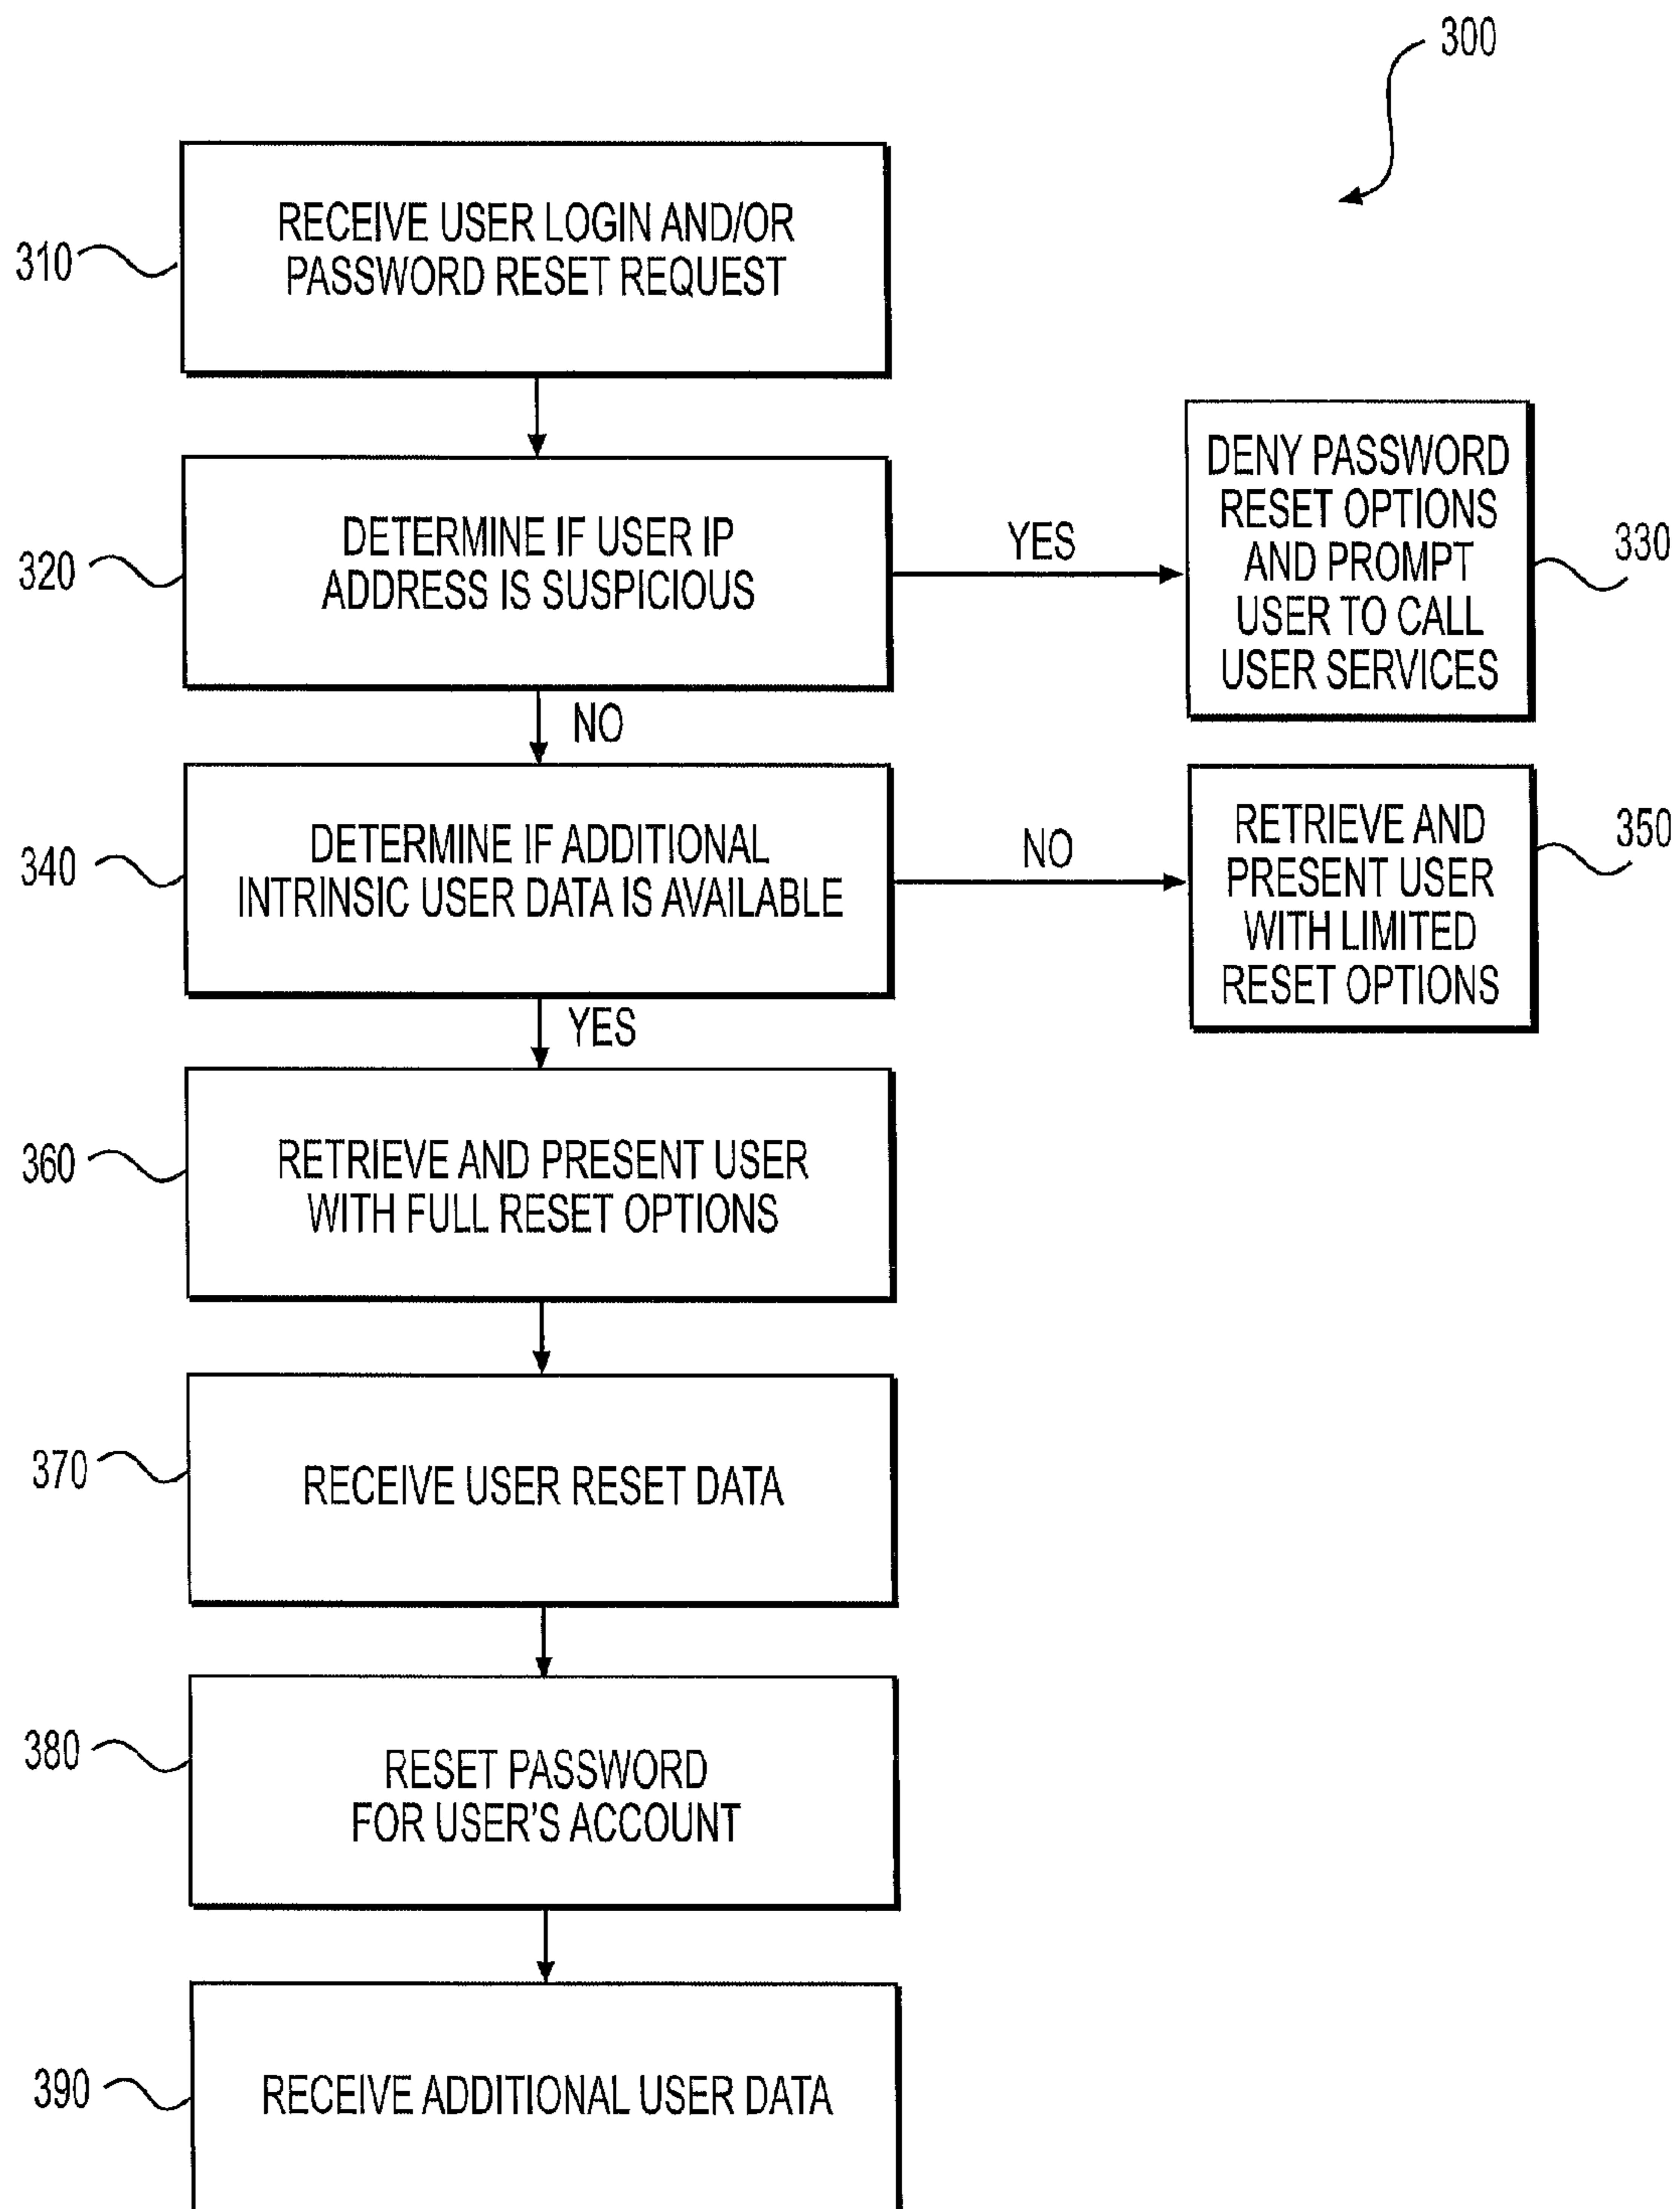 300
310
RECEIVE USER LOGIN AND/OR
PASSWORD RESET REQUEST
320
DETERMINE IF USER IP
ADDRESS IS SUSPICIOUS
YES
DENY PASSWORD
RESET OPTIONS
AND PROMPT
USER TO CALL
USER SERVICES
330
NO
340
DETERMINE IF ADDITIONAL
INTRINSIC USER DATA IS AVAILABLE
NO
RETRIEVE AND
PRESENT USER
WITH LIMITED
RESET OPTIONS
350
YES
360
RETRIEVE AND PRESENT USER
WITH FULL RESET OPTIONS
370
RECEIVE USER RESET DATA
380
RESET PASSWORD
FOR USER'S ACCOUNT
390
RECEIVE ADDITIONAL USER DATA